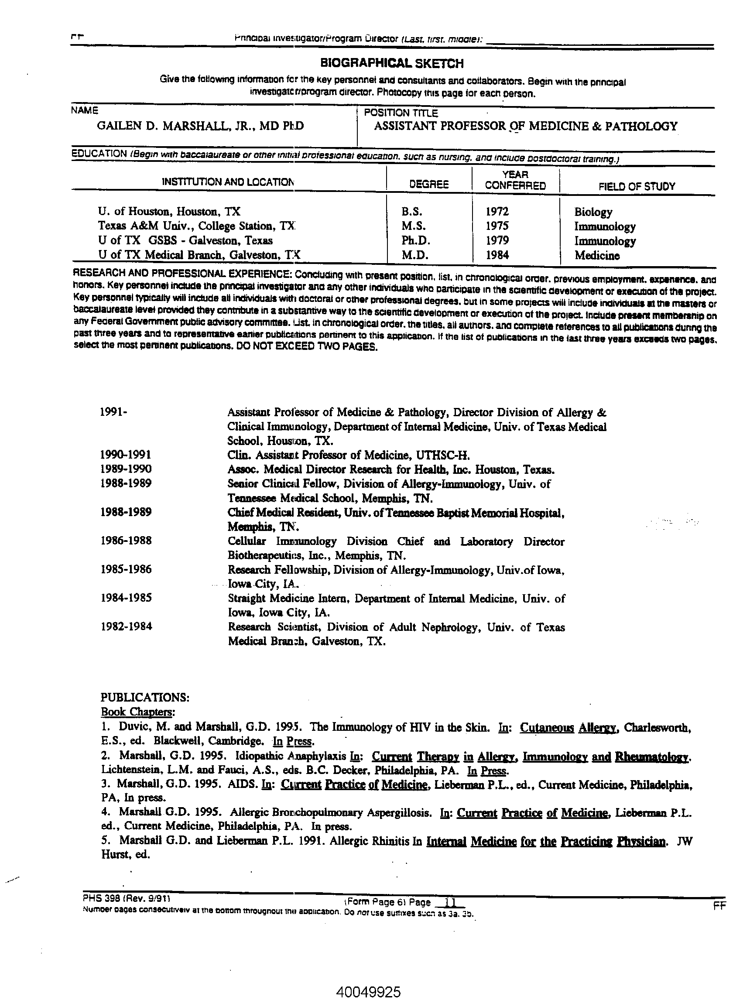 FF
Principal Investigator/Program Director (Last, first, middle):
BIOGRAPHICAL SKETCH
Give the following information for the key personnel and consultants and collaborators. Begin with the principal
investigator/program director. Photocopy this page for each person.
NAME
POSITION TITLE
GAILEN D. MARSHALL, JR., MD PhD
ASSISTANT PROFESSOR OF MEDICINE & PATHOLOGY
EDUCATION (Begin with baccalaureate or other initial professional education, such as nursing, and include postdoctoral training.)
INSTITUTION AND LOCATION DEGREE YEAR CONFERRED FIELD OF STUDY
U. of Houston, Houston, TX B.S. 1972 Biology
Texas A&M Univ., College Station, TX M.S. 1975 Immunology
U of TX GSBS - Galveston, Texas Ph.D. 1979 Immunology
U of TX Medical Branch, Galveston, TX M.D. 1984 Medicine
RESEARCH AND PROFESSIONAL EXPERIENCE: Concluding with present position, list, in chronological order, previous employment, experience, and
honors. Key personnel include the principal investigator and any other individuals who participate in the scientific development or execution of the project.
Key personnel typically will include all individuals with doctoral or other professional degrees, but in some projects will include individuals at the masters or
baccalaureate level provided they contribute in a substantive way to the scientific development or execution of the project. Include present membership on
any Federal Government public advisory committee. List, in chronological order, the titles, all authors, and complete references to all publications during the
past three years and to representative earlier publications pertinent to this application. If the list of publications in the last three years exceeds two pages,
select the most pertinent publications. DO NOT EXCEED TWO PAGES.
1991- Assistant Professor of Medicine & Pathology, Director Division of Allergy &
Clinical Immunology, Department of Internal Medicine, Univ. of Texas Medical
School, Houston, TX.
1990-1991 Clin. Assistant Professor of Medicine, UTHSC-H.
1989-1990 Assoc. Medical Director Research for Health, Inc. Houston, Texas.
1988-1989 Senior Clinical Fellow, Division of Allergy-Immunology, Univ. of
Tennessee Medical School, Memphis, TN.
1988-1989 Chief Medical Resident, Univ. of Tennessee Baptist Memorial Hospital,
Memphis, TN.
1986-1988 Cellular Immunology Division Chief and Laboratory Director
Biotherapeutics, Inc., Memphis, TN.
1985-1986 Research Fellowship, Division of Allergy-Immunology, Univ.of Iowa,
Iowa City, IA.
1984-1985 Straight Medicine Intern, Department of Internal Medicine, Univ. of
Iowa, Iowa City, IA.
1982-1984 Research Scientist, Division of Adult Nephrology, Univ. of Texas
Medical Branch, Galveston, TX.
PUBLICATIONS:
Book Chapters:
1. Duvic, M. and Marshall, G.D. 1995. The Immunology of HIV in the Skin. In: Cutaneous Allergy, Charlesworth,
E.S., ed. Blackwell, Cambridge. In Press.
2. Marshall, G.D. 1995. Idiopathic Anaphylaxis In: Current Therapy in Allergy, Immunology and Rheumatology.
Lichtenstein, L.M. and Fauci, A.S., eds. B.C. Decker, Philadelphia, PA. In Press.
3. Marshall, G.D. 1995. AIDS. In: Current Practice of Medicine, Lieberman P.L., ed., Current Medicine, Philadelphia,
PA, In press.
4. Marshall G.D. 1995. Allergic Bronchopulmonary Aspergillosis. In: Current Practice of Medicine, Lieberman P.L.
ed., Current Medicine, Philadelphia, PA. In press.
5. Marshall G.D. and Lieberman P.L. 1991. Allergic Rhinitis In Internal Medicine for the Practicing Physician. JW
Hurst, ed.
PHS 398 (Rev. 9/91) (Form Page 6) Page 11
FF
Number pages consecutively at the bottom throughout the application. Do not use suffixes such as 3a, 3b.
40049925